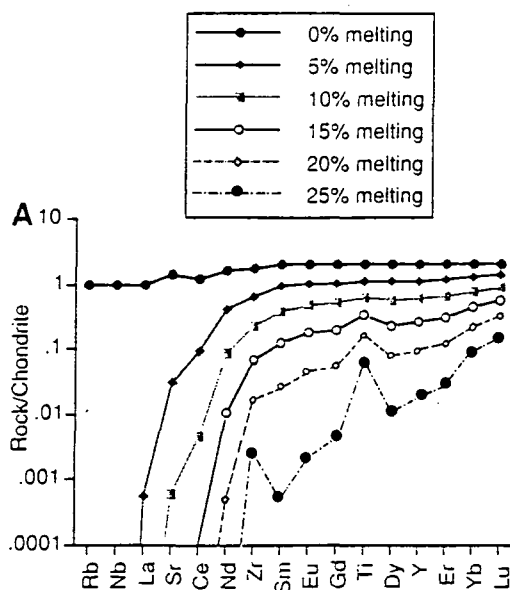 0% melting
5% melting
10% melting
15% melting
20% melting
25% melting
A
10
1
.1
.01
.001
.0001
Rock/Chondrite
Rb
Nb
La
Sr
Ce
Nd
Zr
Sm
Eu
Gd
Ti
Dy
Y
Er
Yb
Lu